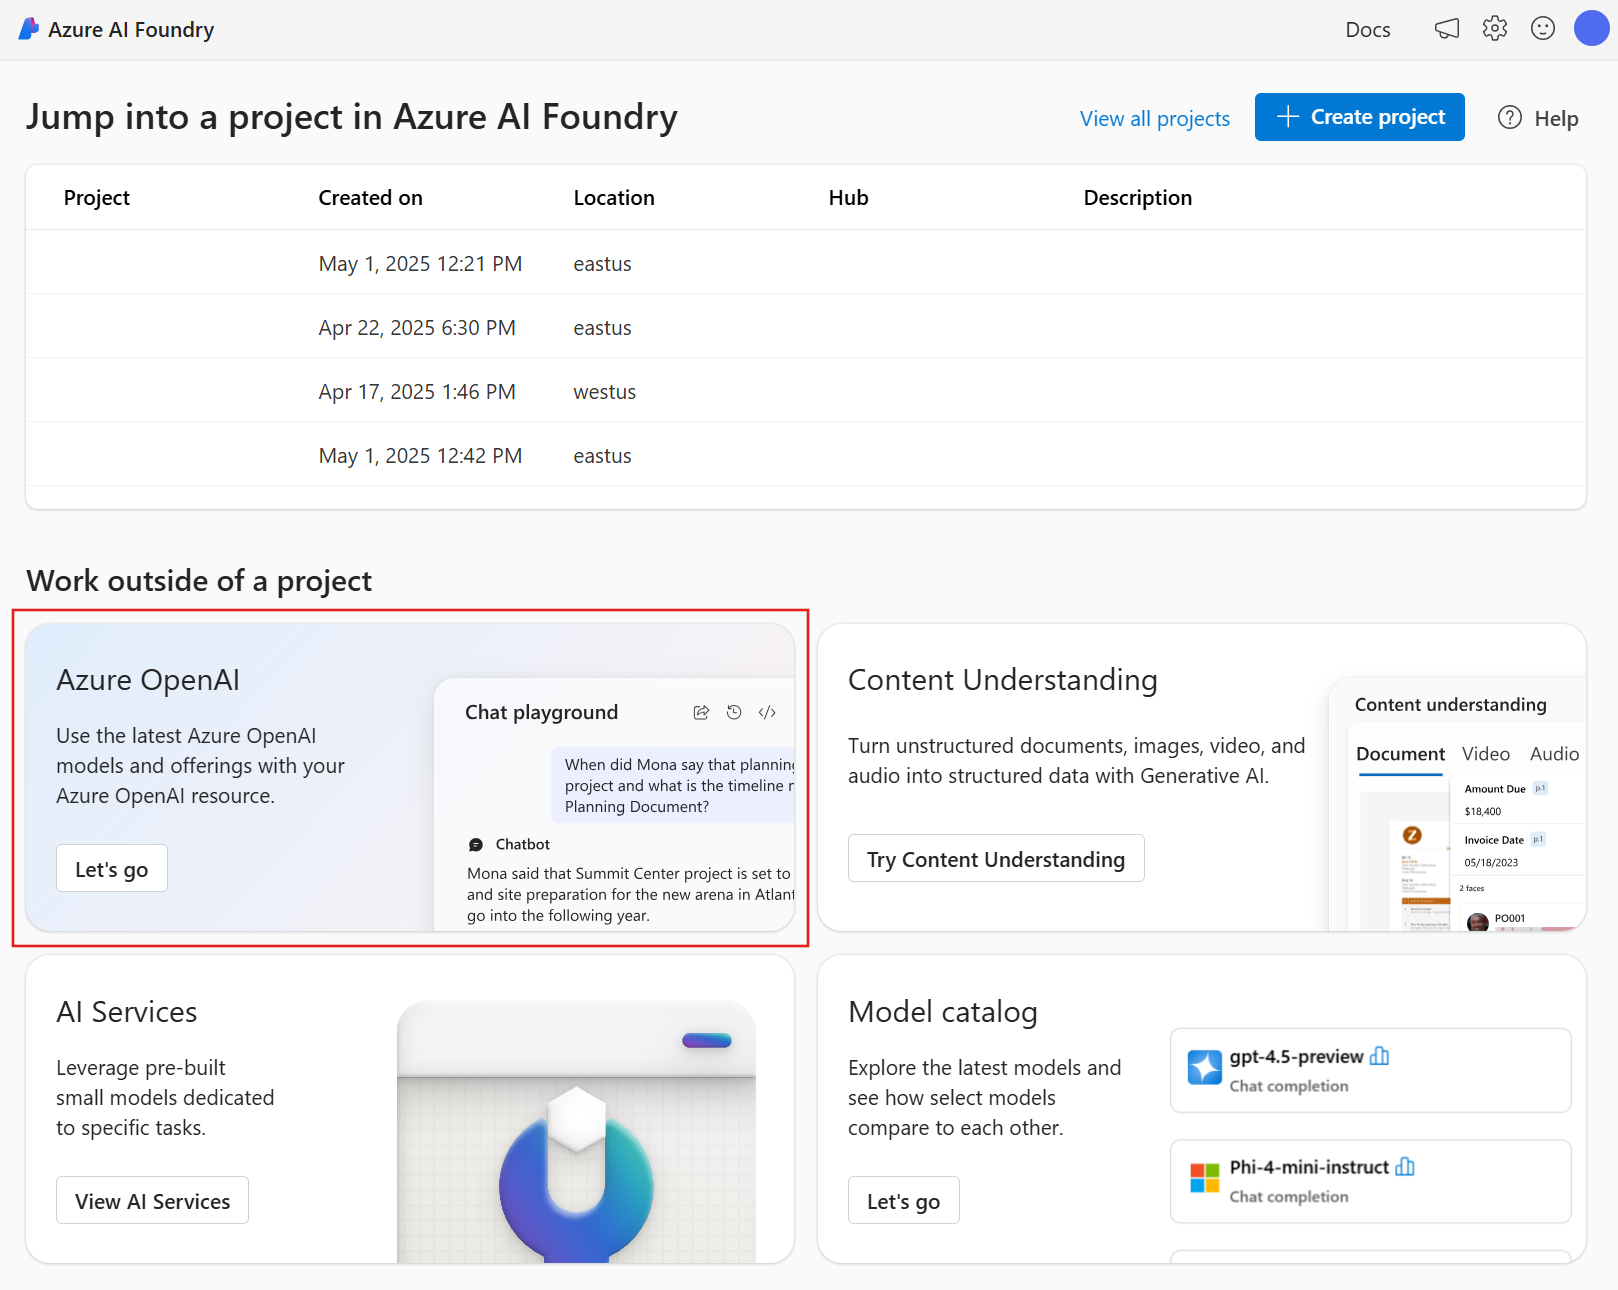 Azure AI Foundry
Docs
Jump into a project in Azure AI Foundry
View all projects
Create project
Help
Project Created on Location Hub Description
May 1, 2025 12:21 PM eastus
Apr 22, 2025 6:30 PM eastus
Apr 17, 2025 1:46 PM westus
May 1, 2025 12:42 PM eastus
Work outside of a project
Azure OpenAI
Use the latest Azure OpenAI
models and offerings with your
Azure OpenAI resource.
Let's go
Chat playground
When did Mona say that planning
project and what is the timeline
Planning Document?
Chatbot
Mona said that Summit Center project is set to
and site preparation for the new arena in Atlant
go into the following year.
Content Understanding
Turn unstructured documents, images, video, and
audio into structured data with Generative AI.
Try Content Understanding
Content understanding
Document Video Audio
Amount Due p.1
$18,400
Invoice Date p.1
05/18/2023
2 faces
PO001
Z
AI Services
Leverage pre-built
small models dedicated
to specific tasks.
View AI Services
Model catalog
Explore the latest models and
see how select models
compare to each other.
Let's go
gpt-4.5-preview
Chat completion
Phi-4-mini-instruct
Chat completion